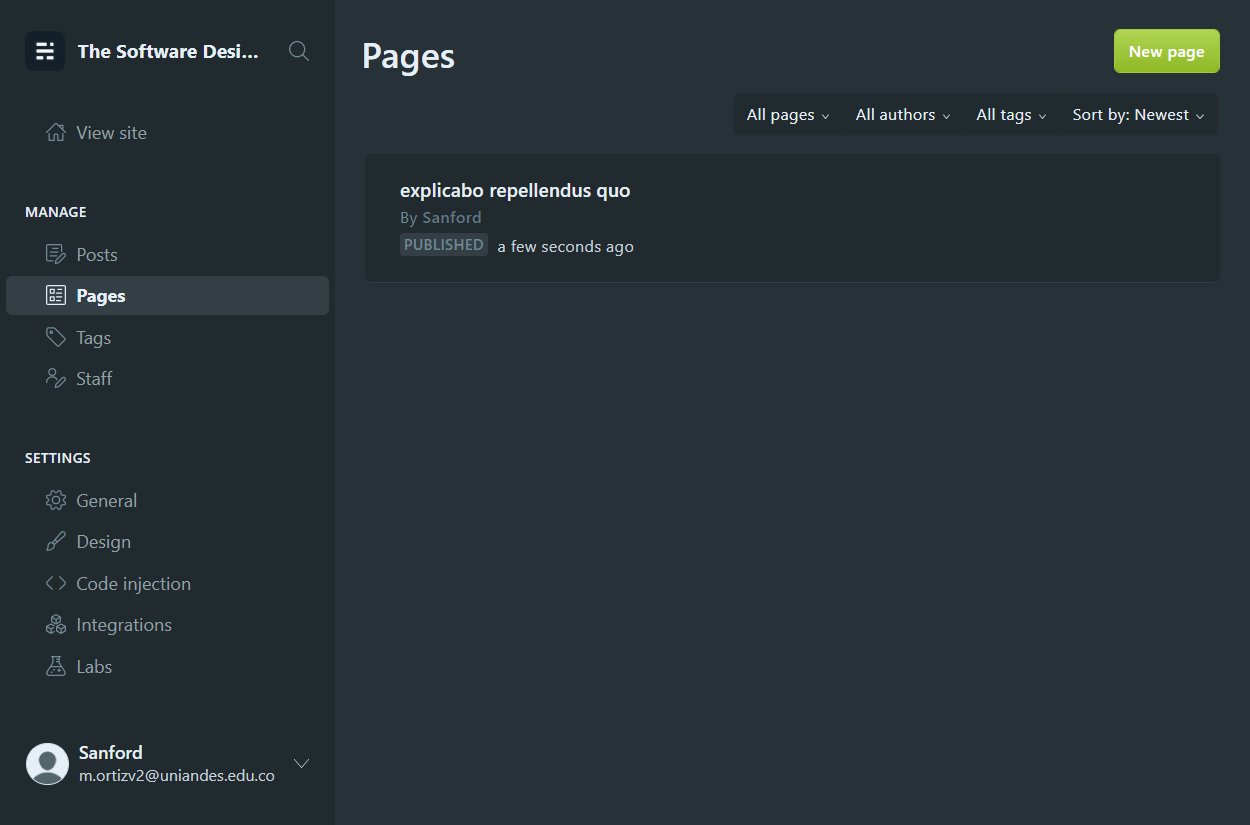 The Software Desi...
View site
MANAGE
Posts
Pages
Tags
Staff
SETTINGS
General
Design
Code injection
Integrations
Labs
Sanford
m.ortizv2@uniandes.edu.co
Pages
New page
All pages
All authors
All tags
Sort by: Newest
explicabo repellendus quo
By Sanford
PUBLISHED a few seconds ago